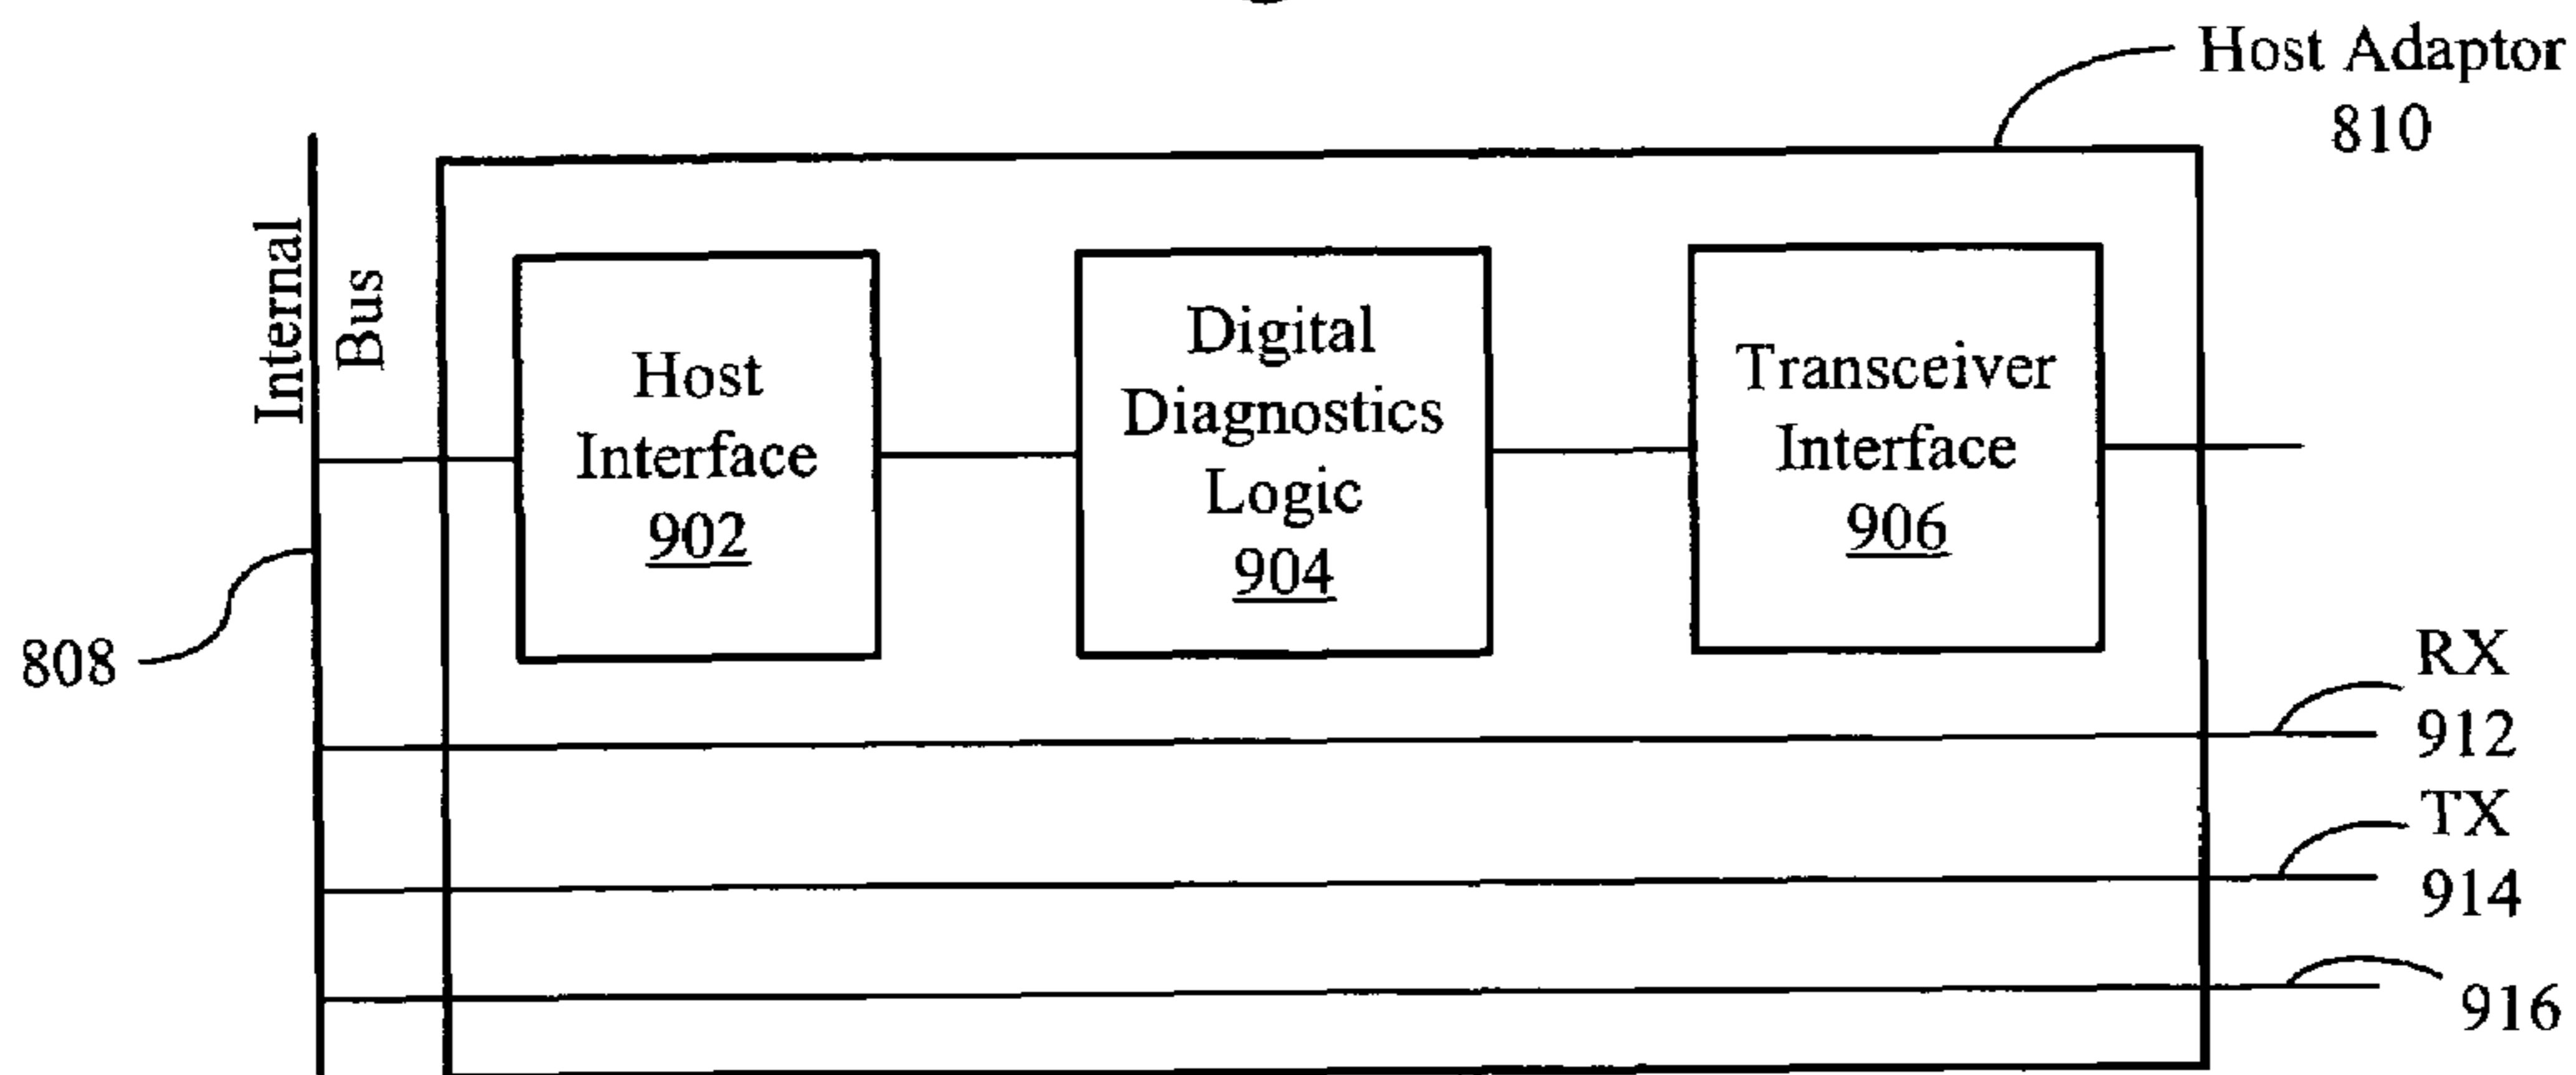 Host Adaptor
810
Internal
Bus
Host
Interface
902
Digital
Diagnostics
Logic
904
Transceiver
Interface
906
808
RX
912
TX
914
916